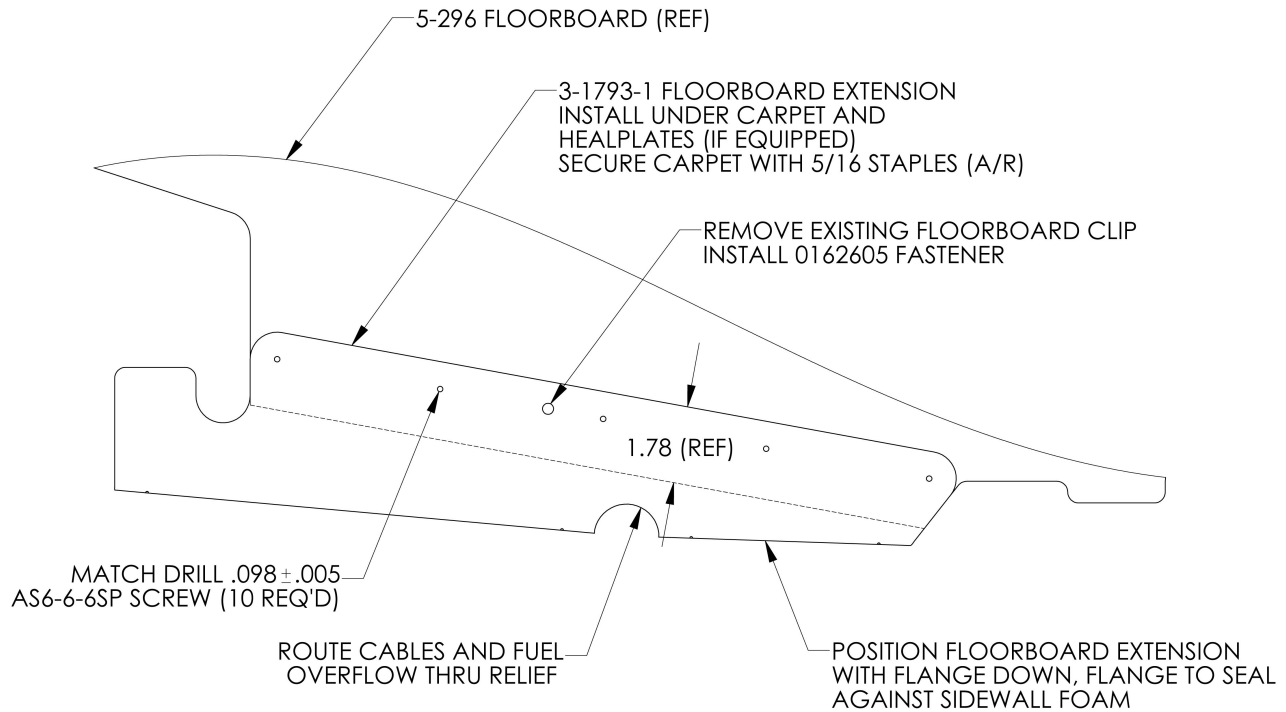 5-296 FLOORBOARD (REF)
3-1793-1 FLOORBOARD EXTENSION
INSTALL UNDER CARPET AND
HEALPLATES (IF EQUIPPED)
SECURE CARPET WITH 5/16 STAPLES (A/R)
REMOVE EXISTING FLOORBOARD CLIP
INSTALL 0162605 FASTENER
1.78 (REF)
MATCH DRILL .098±.005
AS6-6-6SP SCREW (10 REQ'D)
ROUTE CABLES AND FUEL
OVERFLOW THRU RELIEF
POSITION FLOORBOARD EXTENSION
WITH FLANGE DOWN, FLANGE TO SEAL
AGAINST SIDEWALL FOAM